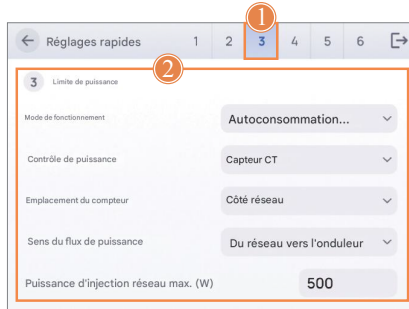 1
← Réglages rapides 1 2 3 4 5 6
2
3 Limite de puissance
Mode de fonctionnement Autoconsommation...
Contrôle de puissance Capteur CT
Emplacement du compteur Côté réseau
Sens du flux de puissance Du réseau vers l'onduleur
Puissance d'injection réseau max. (W) 500